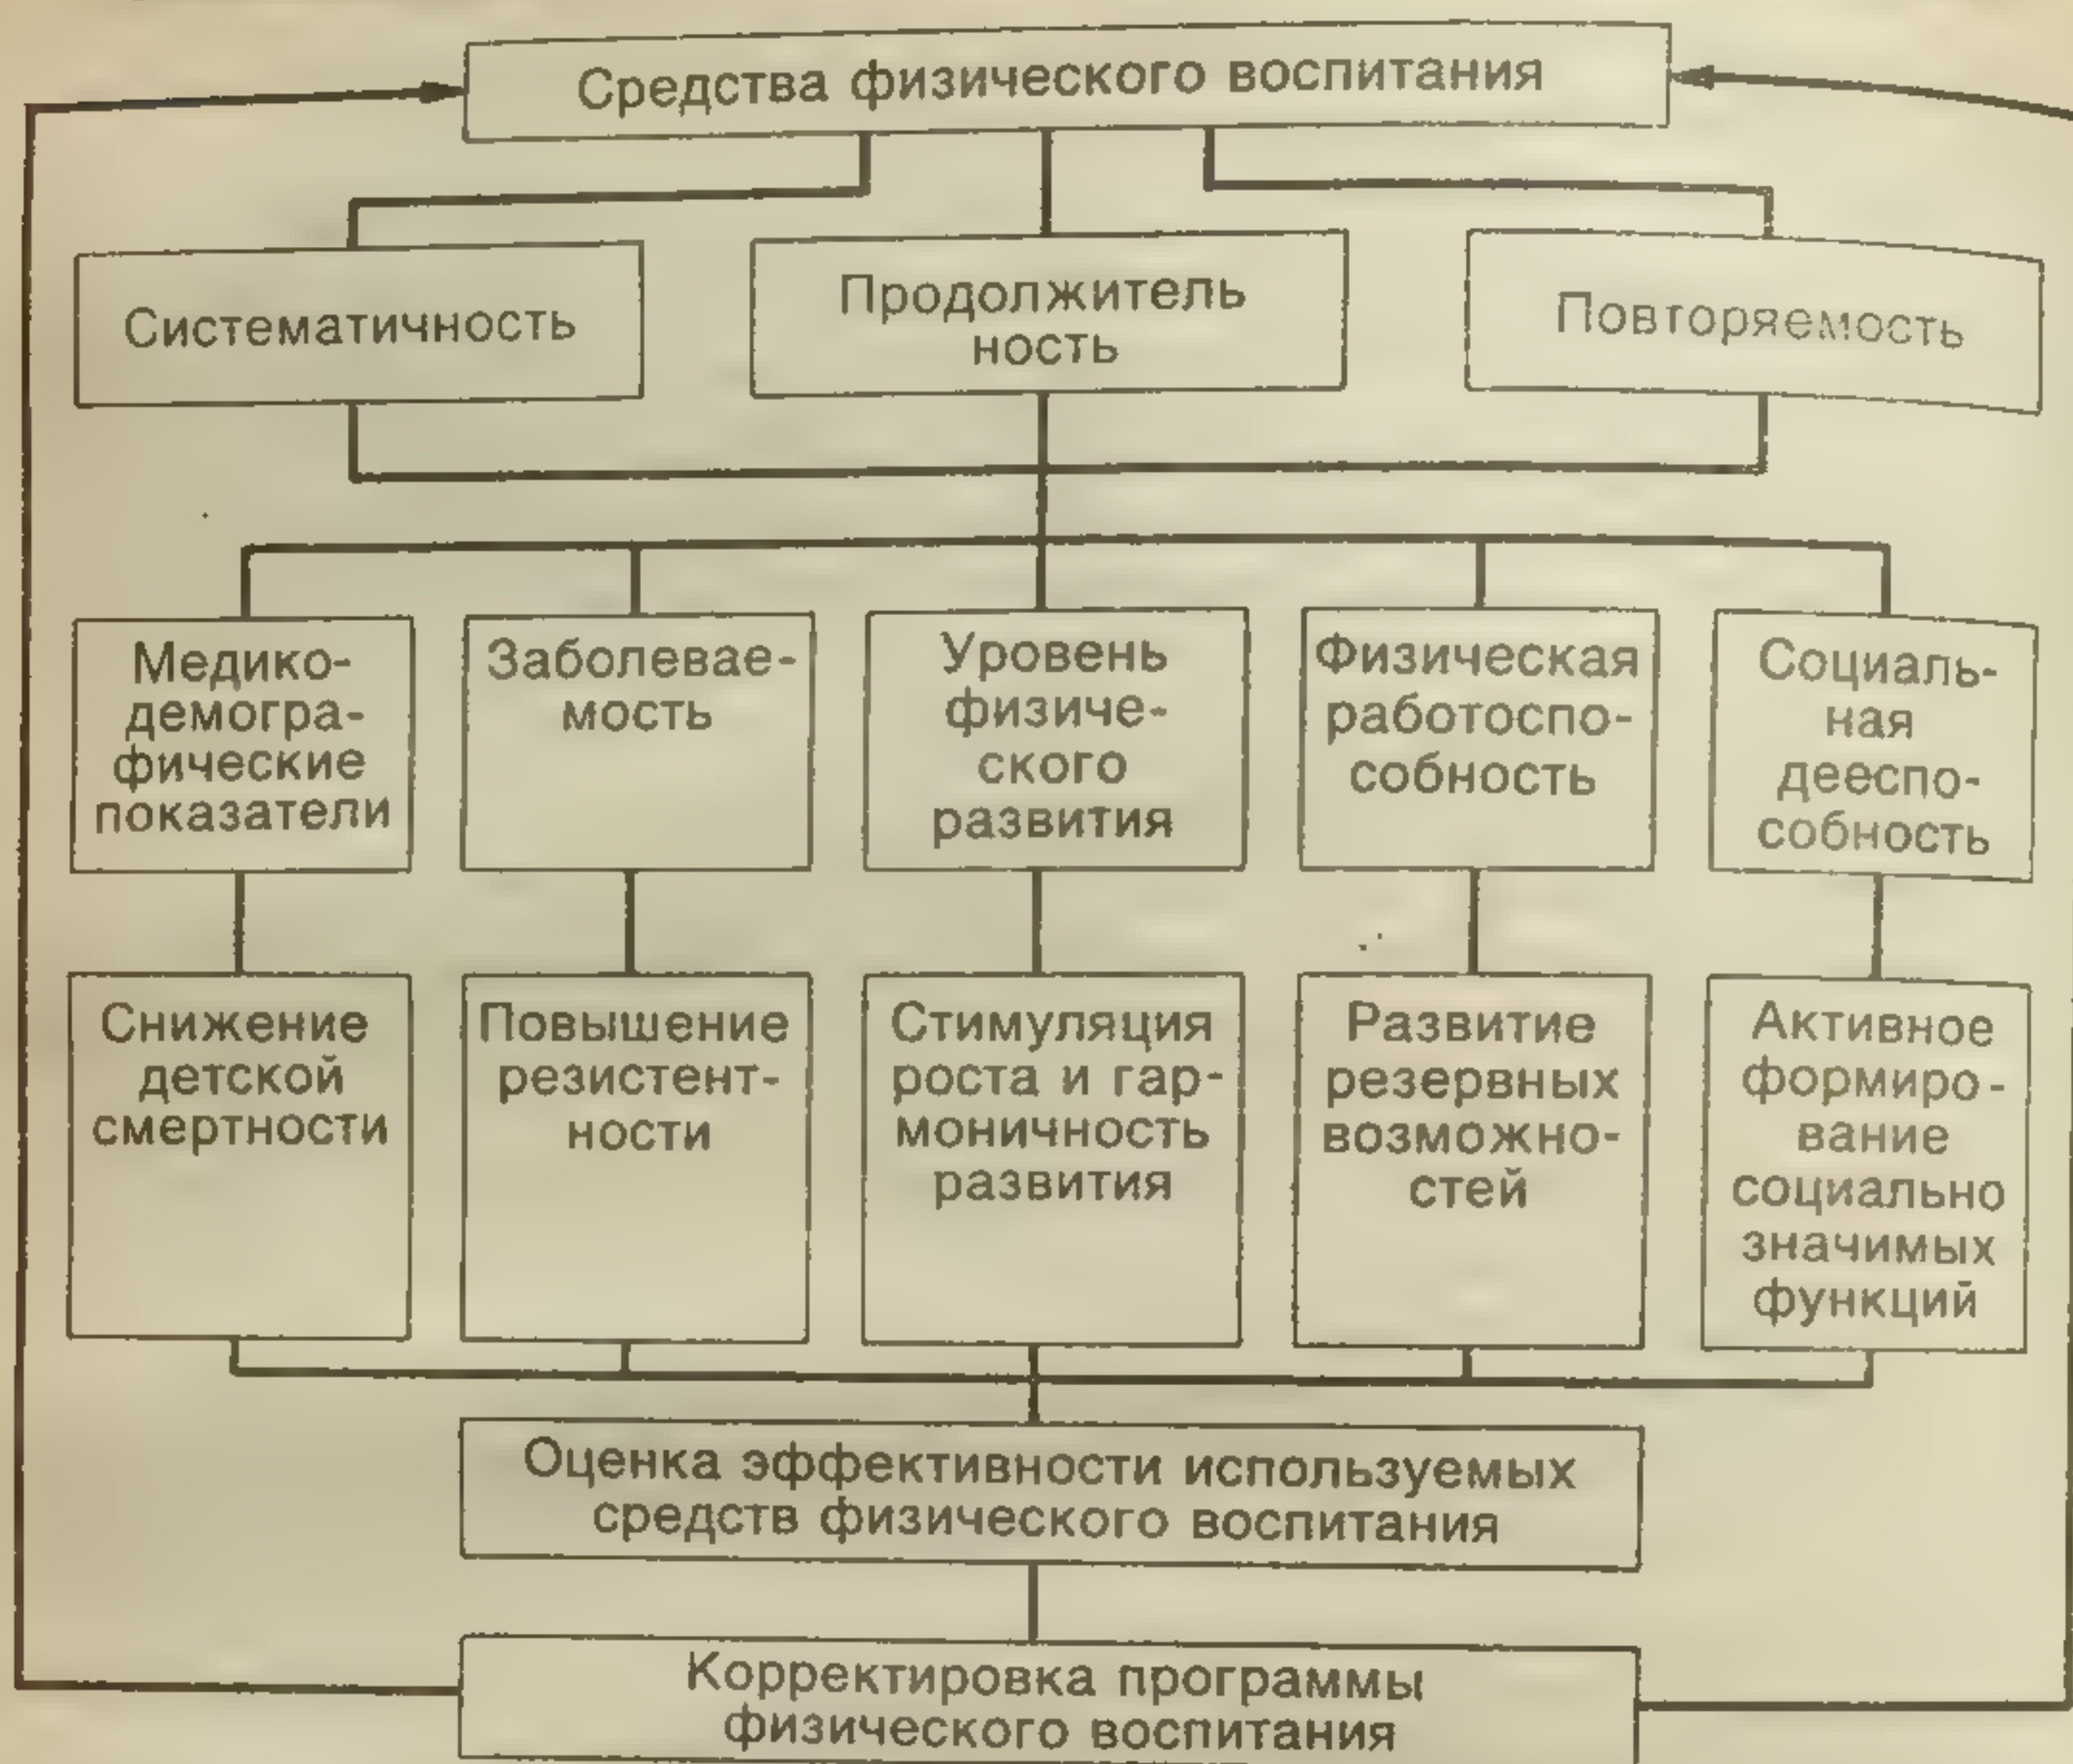 Средства физического воспитания
Систематичность
Продолжитель
ность
Повторяемость
Медико-
демогра-
фические
показатели
Заболевае-
мость
Уровень
физиче-
ского
развития
Физическая
работоспо-
собность
Социаль-
ная
дееспо-
собность
Снижение
детской
смертности
Повышение
резистент-
ности
Стимуляция
роста и гар-
моничность
развития
Развитие
резервных
возможно-
стей
Активное
формиро-
вание
социально
значимых
функций
Оценка эффективности используемых
средств физического воспитания
Корректировка программы
физического воспитания